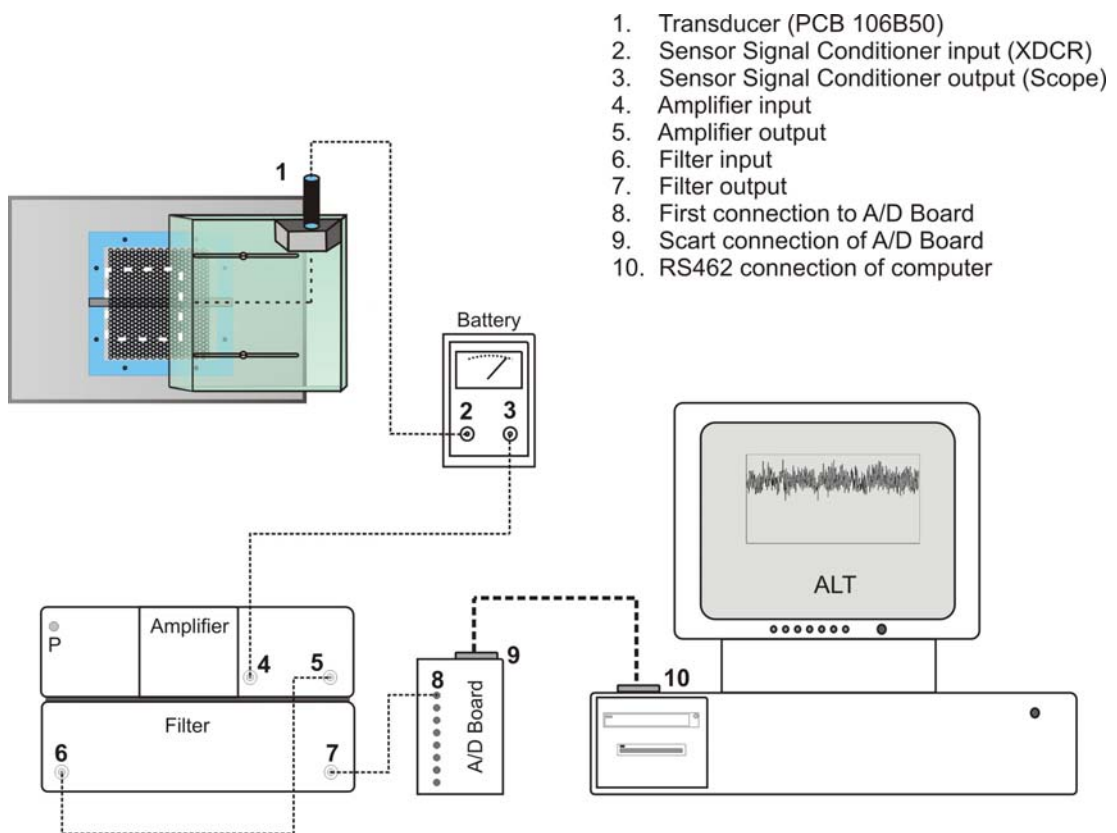 1. Transducer (PCB 106B50)
2. Sensor Signal Conditioner input (XDCR)
3. Sensor Signal Conditioner output (Scope)
4. Amplifier input
5. Amplifier output
6. Filter input
7. Filter output
8. First connection to A/D Board
9. Scart connection of A/D Board
10. RS462 connection of computer
1
Battery
2 3
ALT
P
Amplifier
4 5
9
8
A/D Board
10
Filter
6 7